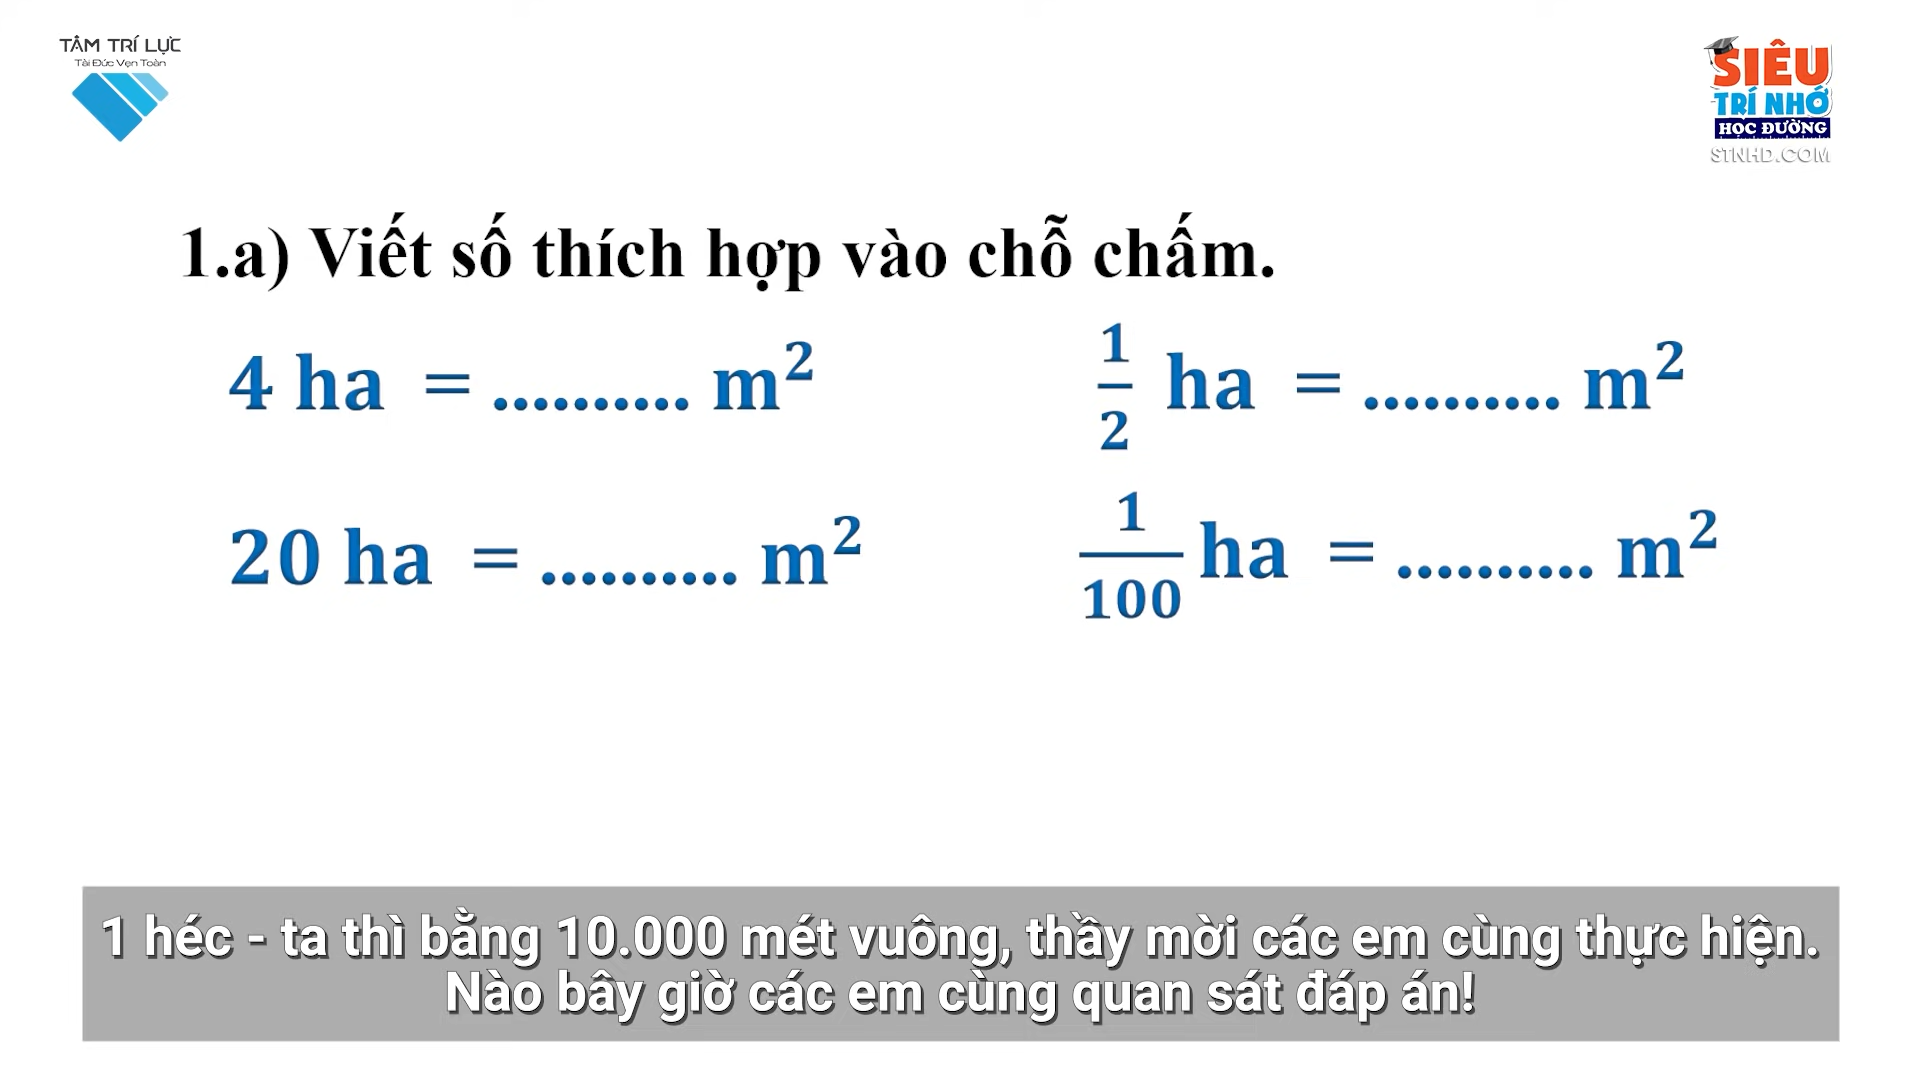 TÂM TRÍ LỰC
Tài Đức Vẹn Toàn
SIÊU
TRÍ NHỚ
HỌC ĐƯỜNG
STNHD.COM
1.a) Viết số thích hợp vào chỗ chấm.
4 ha = .......... m²
1/2 ha = .......... m²
20 ha = .......... m²
1/100 ha = .......... m²
1 héc - ta thì bằng 10.000 mét vuông, thầy mời các em cùng thực hiện.
Nào bây giờ các em cùng quan sát đáp án!